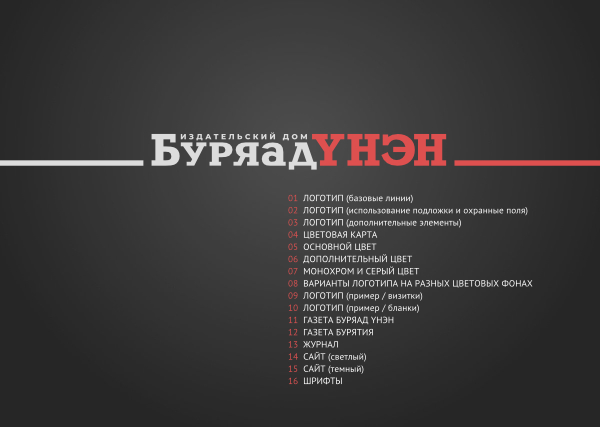 ИЗДАТЕЛЬСКИЙ ДОМ
БУРЯАДҮНЭН
01 ЛОГОТИП (базовые линии)
02 ЛОГОТИП (использование подложки и охранные поля)
03 ЛОГОТИП (дополнительные элементы)
04 ЦВЕТОВАЯ КАРТА
05 ОСНОВНОЙ ЦВЕТ
06 ДОПОЛНИТЕЛЬНЫЙ ЦВЕТ
07 МОНОХРОМ И СЕРЫЙ ЦВЕТ
08 ВАРИАНТЫ ЛОГОТИПА НА РАЗНЫХ ЦВЕТОВЫХ ФОНАХ
09 ЛОГОТИП (пример / визитки)
10 ЛОГОТИП (пример / бланки)
11 ГАЗЕТА БУРЯАД ҮНЭН
12 ГАЗЕТА БУРЯТИЯ
13 ЖУРНАЛ
14 САЙТ (светлый)
15 САЙТ (темный)
16 ШРИФТЫ